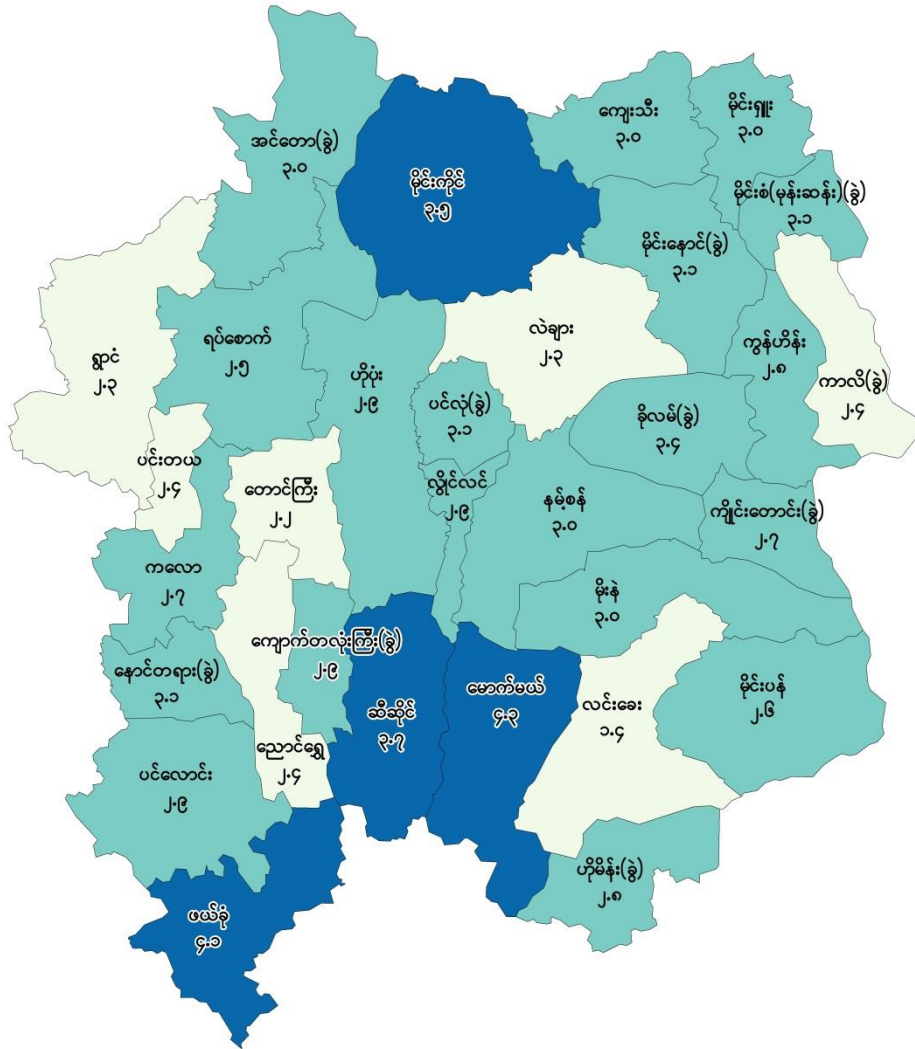 ကျေးသီး
၃.၀
မိုင်းရှူး
၃.၀
အင်တော(ခွဲ)
၃.၀
မိုင်းကိုင်
၃.၅
မိုင်းစံ(မုန်းဆန်း)(ခွဲ)
၃.၁
မိုင်းနောင်(ခွဲ)
၃.၁
ရွာငံ
၂.၃
ရပ်စောက်
၂.၅
လဲချား
၂.၃
ကွန်ဟိန်း
၂.၈
ဟိုပုံး
၂.၉
ကာလိ(ခွဲ)
၂.၄
ပင်လုံ(ခွဲ)
၃.၁
ခိုလမ်(ခွဲ)
၃.၄
ပင်းတယ
၂.၄
တောင်ကြီး
၂.၂
လွိုင်လင်
၂.၉
နမ့်စန်
၃.၀
ကျိုင်းတောင်း(ခွဲ)
၂.၇
ကလော
၂.၇
မိုးနဲ
၃.၀
ကျောက်တလုံးကြီး(ခွဲ)
၂.၉
နောင်တရား(ခွဲ)
၃.၁
မိုင်းပန်
၂.၆
မောက်မယ်
၄.၃
လင်းခေး
၁.၄
ဆီဆိုင်
၃.၇
ညောင်ရွှေ
၂.၄
ပင်လောင်း
၂.၉
ဟိုမိန်း(ခွဲ)
၂.၈
ဖယ်ခုံ
၄.၁